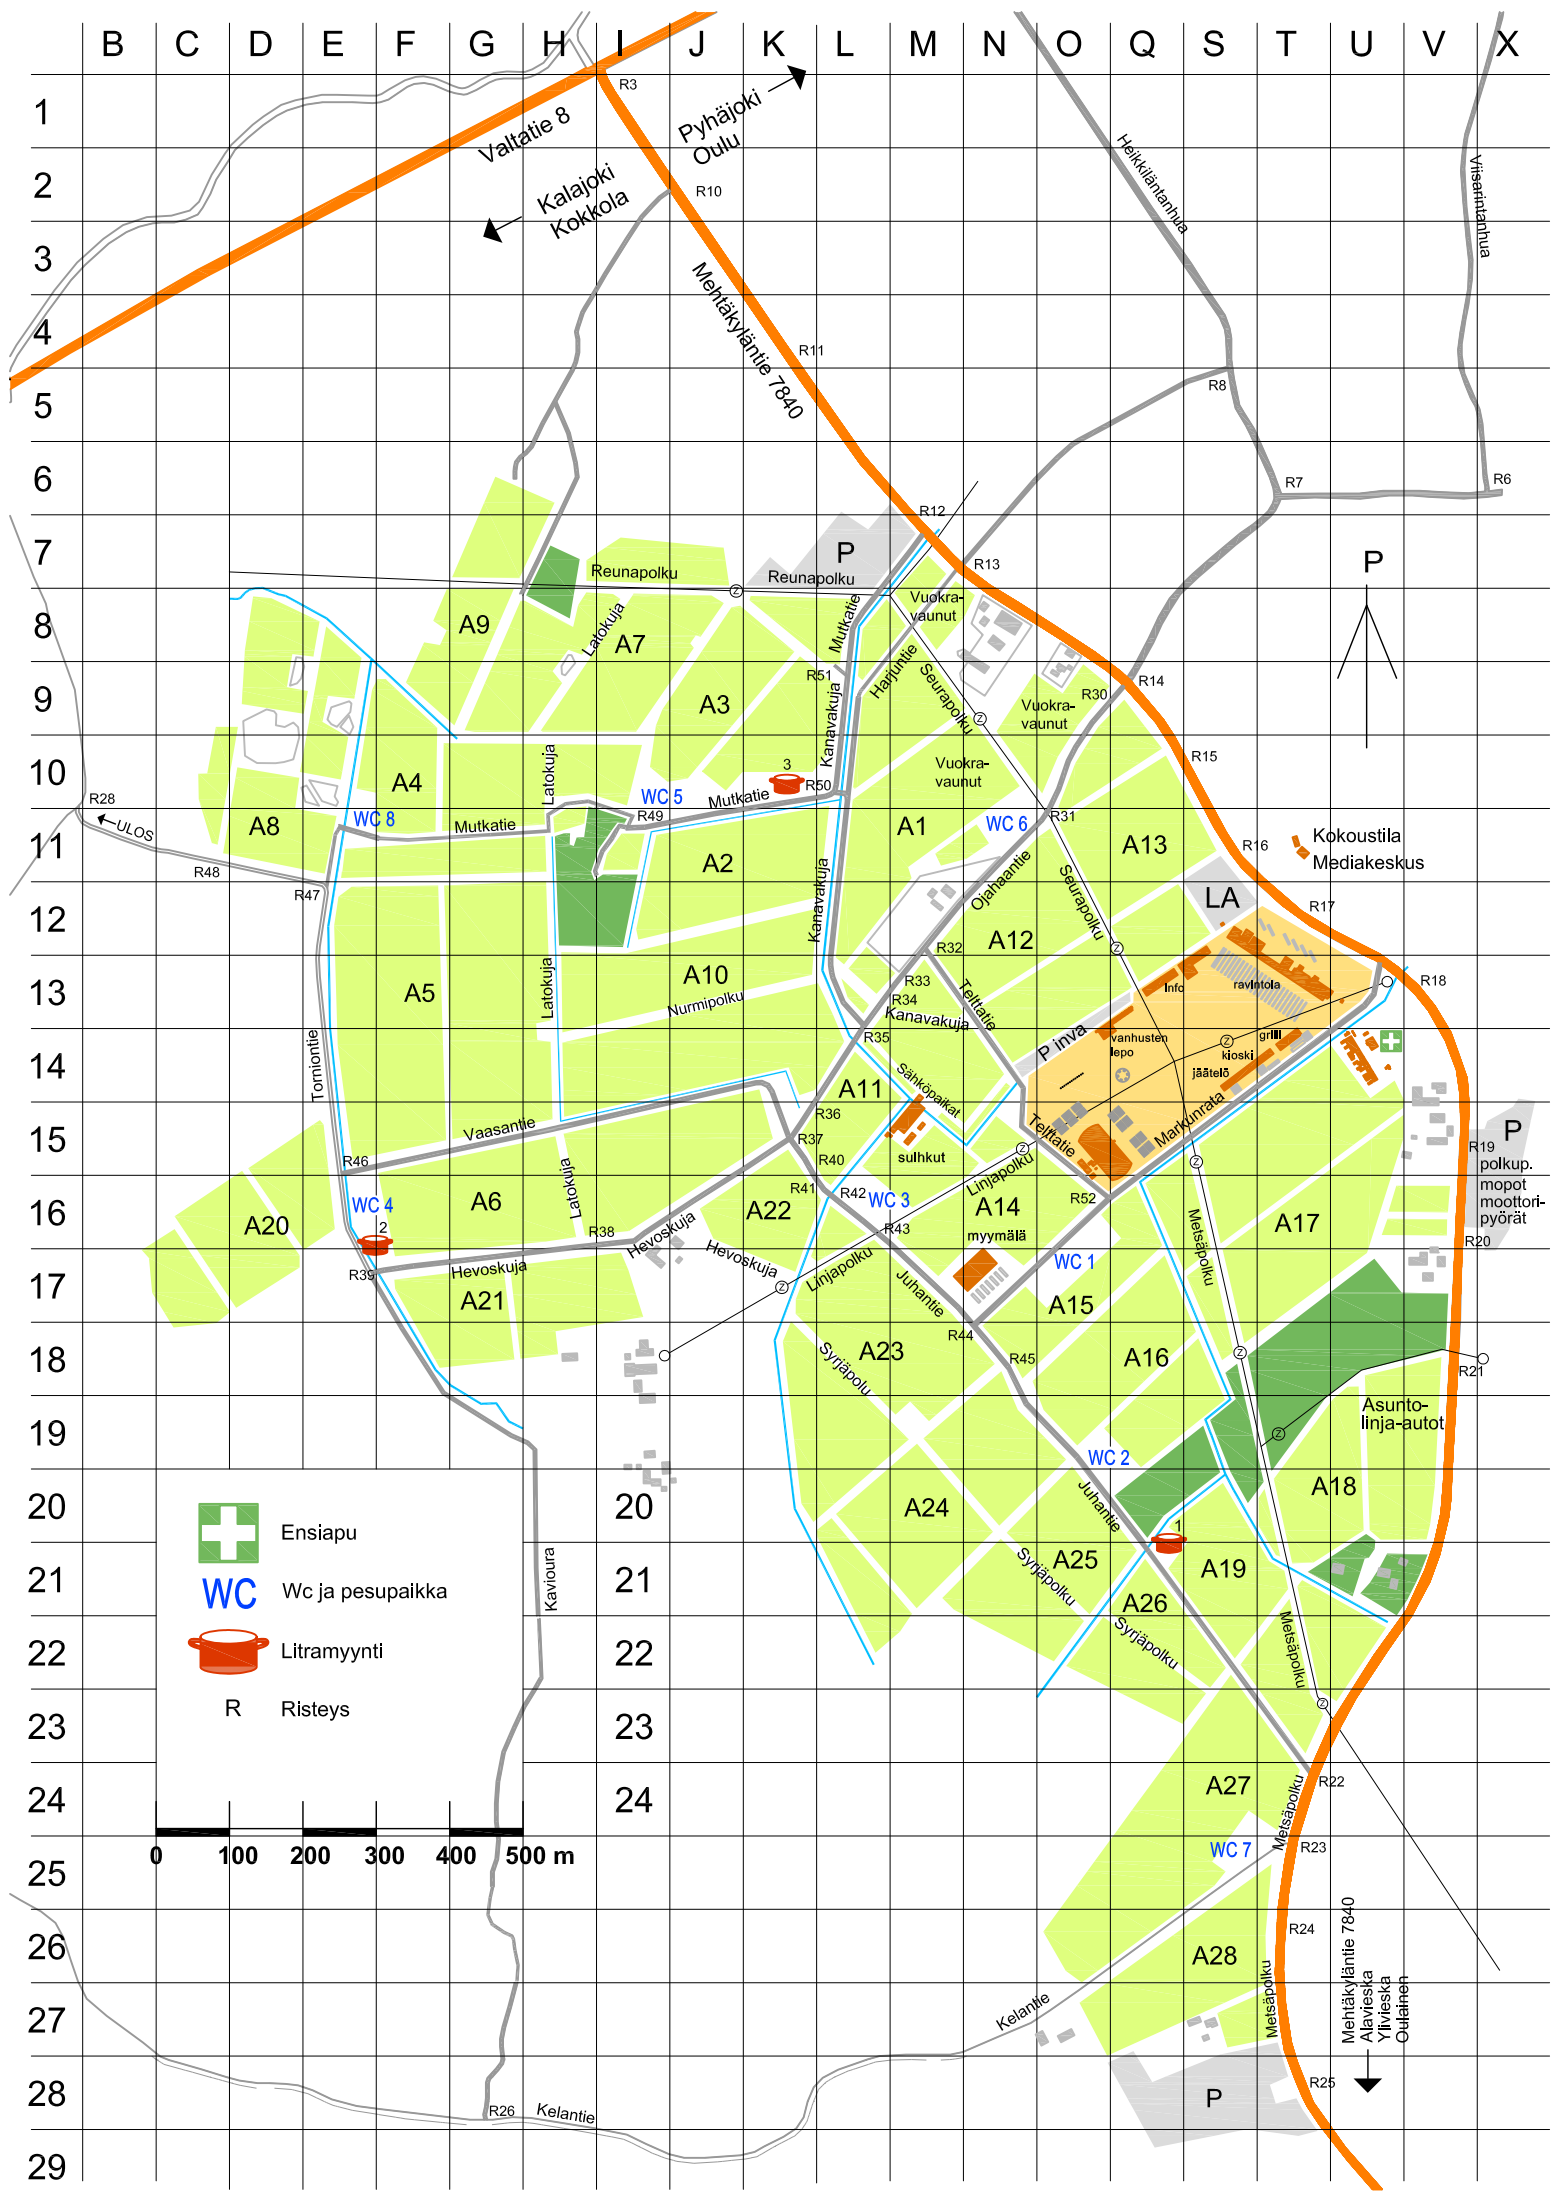 B C D E F G H I J K L M N O Q S T U V X
R3
1
Valtatie 8
Pyhäjoki
Oulu
Heikkiläntanhua
2
Kalajoki
Kokkola
R10
Viisarintanhua
3
Mehtäkyläntie 7840
4
R11
5
R8
6
R7
R6
R12
7
P
P
Reunapolku
Reunapolku
R13
8
A9
Latokuja
A7
Mutkatie
Vuokra-
vaunut
Harjuntie
9
R51
A3
Kanavakuja
Seurapolku
R30
R14
Vuokra-
vaunut
10
A4
Latokuja
3
R50
Vuokra-
vaunut
R15
R28
ULOS
WC 5
Mutkatie
A8
WC 8
Mutkatie
R49
A1
WC 6
R31
11
A13
R16
Kokoustila
Mediakeskus
R48
A2
Kanavakuja
Ojahaantie
Seurapolku
R47
12
LA
R17
R32
A12
13
A5
Latokuja
A10
Nurmipolku
R33
R34
Telttatie
Info
ravintola
R18
Kanavakuja
R35
P inva
vanhusten
lepo
grilli
kioski
jäätelö
14
Torniontie
A11
Sähköpaikat
15
Vaasantie
R36
R37
R40
sulhkut
Telttatie
Markunrata
P
R19
polkup.
mopot
moottori-
pyörät
R46
Latokuja
R41
R42
WC 3
Linjapolku
R52
16
WC 4
2
A20
A6
R38
A22
R43
A14
myymälä
Metsäpolku
A17
R20
Hevoskuja
Hevoskuja
Hevoskuja
Linjapolku
WC 1
17
R39
A21
Juhantie
A15
R44
18
A23
Syrjäpolu
R45
A16
R21
19
Asunto-
linja-autot
WC 2
20
20
A24
Juhantie
A18
Ensiapu
1
21
21
WC
Wc ja pesupaikka
Kavioura
Syrjäpolku
A25
A19
A26
22
22
Litramyynti
Syrjäpolku
Metsäpolku
R
Risteys
23
23
24
24
A27
Metsäpolku
R22
0 100 200 300 400 500 m
25
WC 7
R23
26
R24
A28
Mehtäkyläntie 7840
Alavieska
Ylivieska
Oulainen
27
Kelantie
Metsäpolku
28
R26
Kelantie
P
R25
29